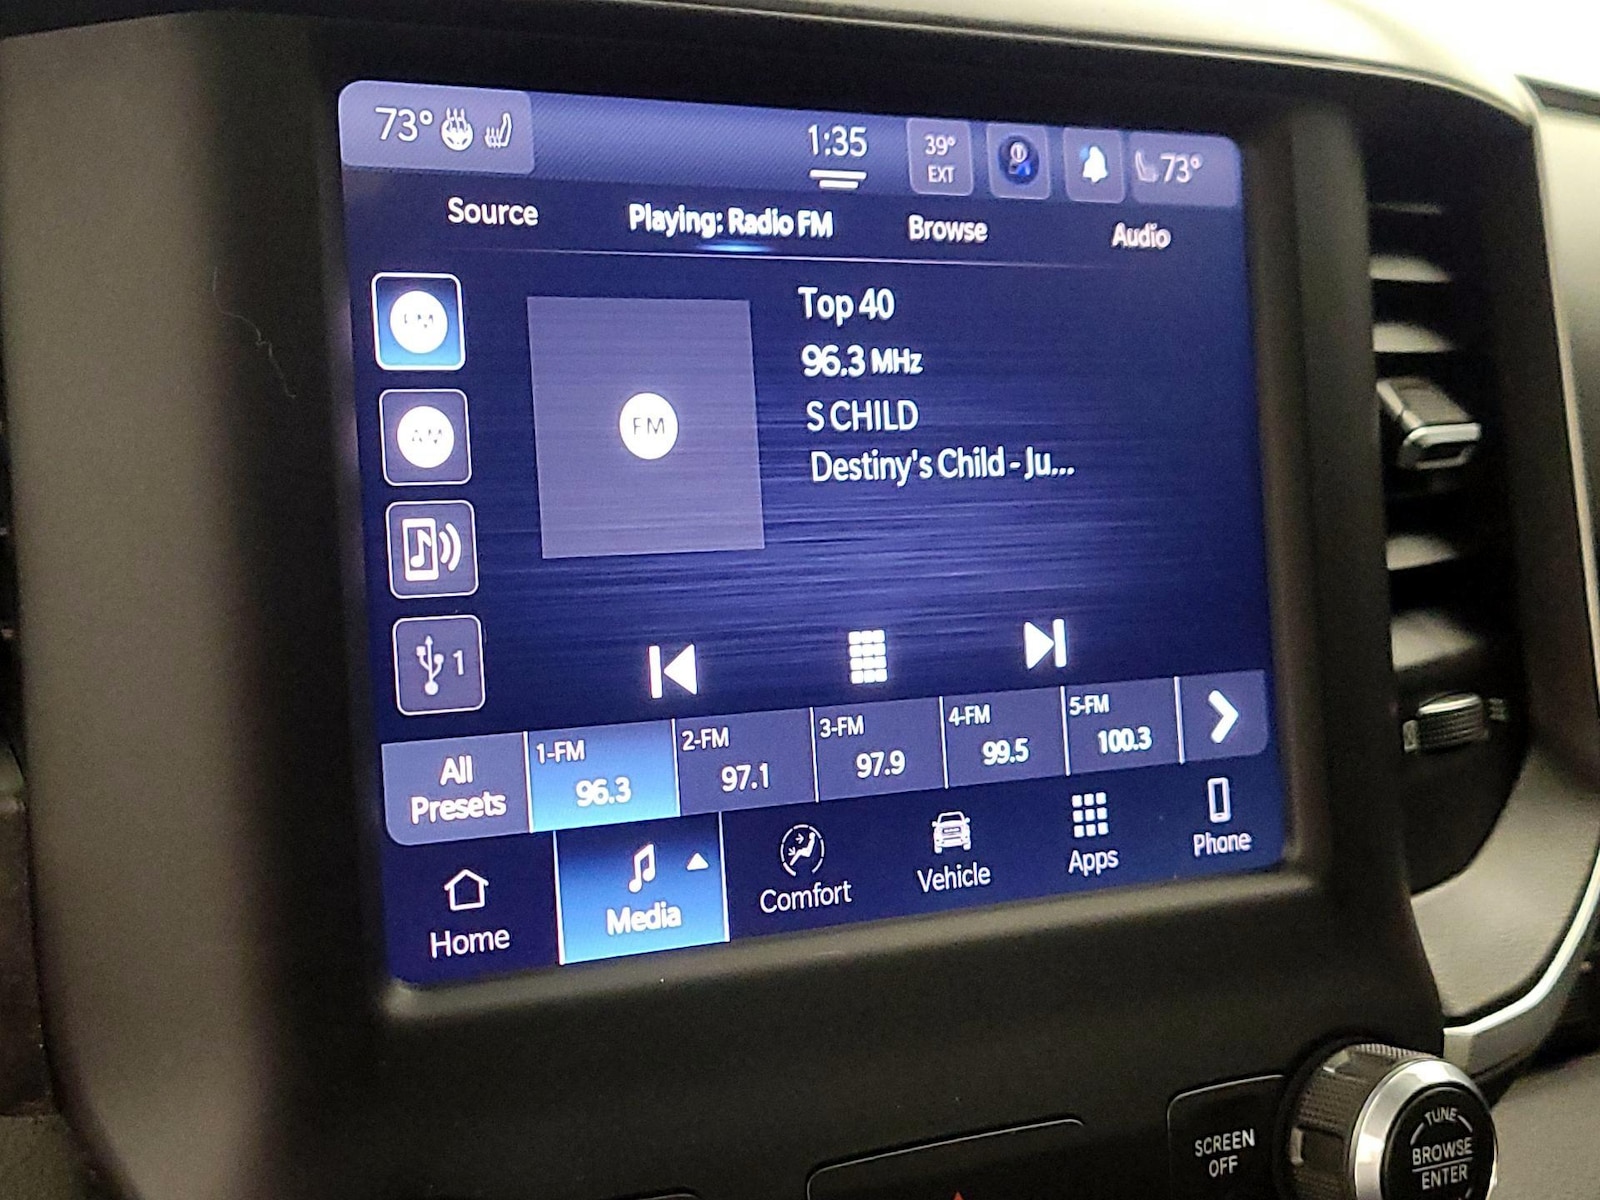 73°
1:35
39°
EXT
73°
Source
Playing: Radio FM
Browse
Audio
FM
AM
1
FM
Top 40
96.3 MHz
S CHILD
Destiny's Child - Ju...
All
Presets
1-FM
96.3
2-FM
97.1
3-FM
97.9
4-FM
99.5
5-FM
100.3
Home
Media
Comfort
Vehicle
Apps
Phone
SCREEN
OFF
TUNE
BROWSE
ENTER